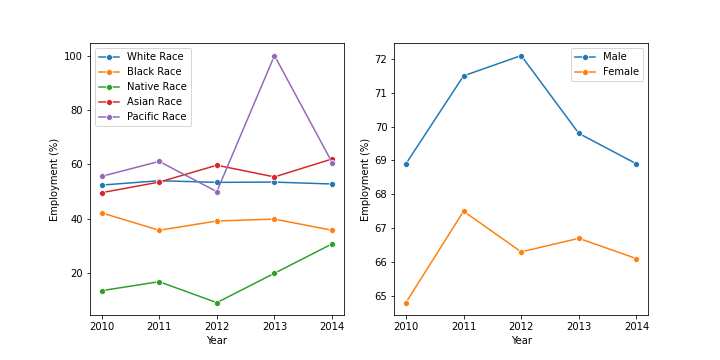 White Race
Black Race
Native Race
Asian Race
Pacific Race
100
80
60
40
20
Employment (%)
2010 2011 2012 2013 2014
Year
Male
Female
72
71
70
69
68
67
66
65
Employment (%)
2010 2011 2012 2013 2014
Year